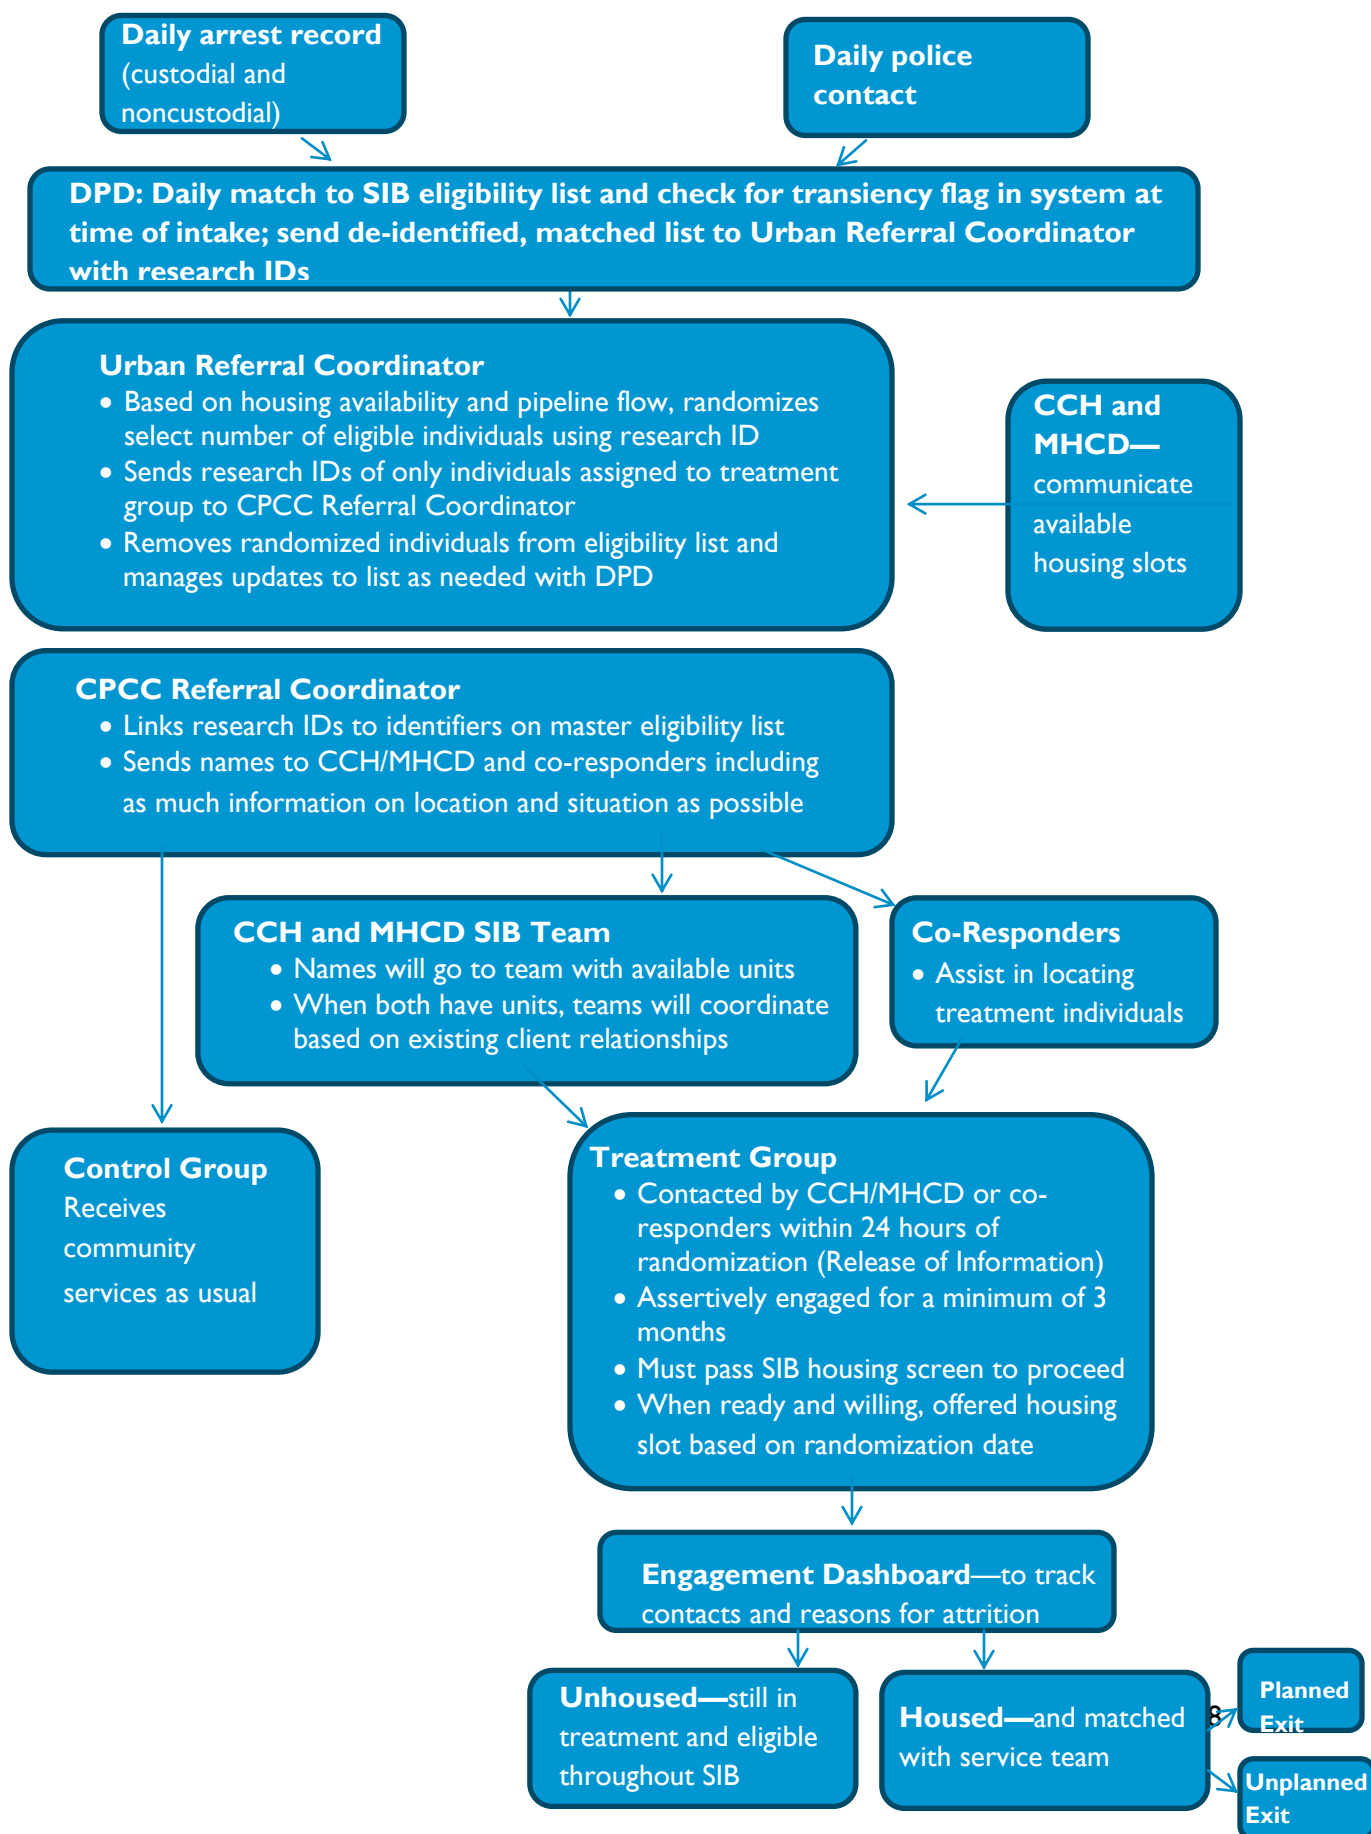 Daily arrest record
(custodial and
noncustodial)
Daily police
contact
DPD: Daily match to SIB eligibility list and check for transiency flag in system at
time of intake; send de-identified, matched list to Urban Referral Coordinator
with research IDs
Urban Referral Coordinator
• Based on housing availability and pipeline flow, randomizes
select number of eligible individuals using research ID
• Sends research IDs of only individuals assigned to treatment
group to CPCC Referral Coordinator
• Removes randomized individuals from eligibility list and
manages updates to list as needed with DPD
CCH and
MHCD—
communicate
available
housing slots
CPCC Referral Coordinator
• Links research IDs to identifiers on master eligibility list
• Sends names to CCH/MHCD and co-responders including
as much information on location and situation as possible
CCH and MHCD SIB Team
• Names will go to team with available units
• When both have units, teams will coordinate
based on existing client relationships
Co-Responders
• Assist in locating
treatment individuals
Control Group
Receives
community
services as usual
Treatment Group
• Contacted by CCH/MHCD or co-
responders within 24 hours of
randomization (Release of Information)
• Assertively engaged for a minimum of 3
months
• Must pass SIB housing screen to proceed
• When ready and willing, offered housing
slot based on randomization date
Engagement Dashboard—to track
contacts and reasons for attrition
Unhoused—still in
treatment and eligible
throughout SIB
Housed—and matched
with service team
8
Planned
Exit
Unplanned
Exit